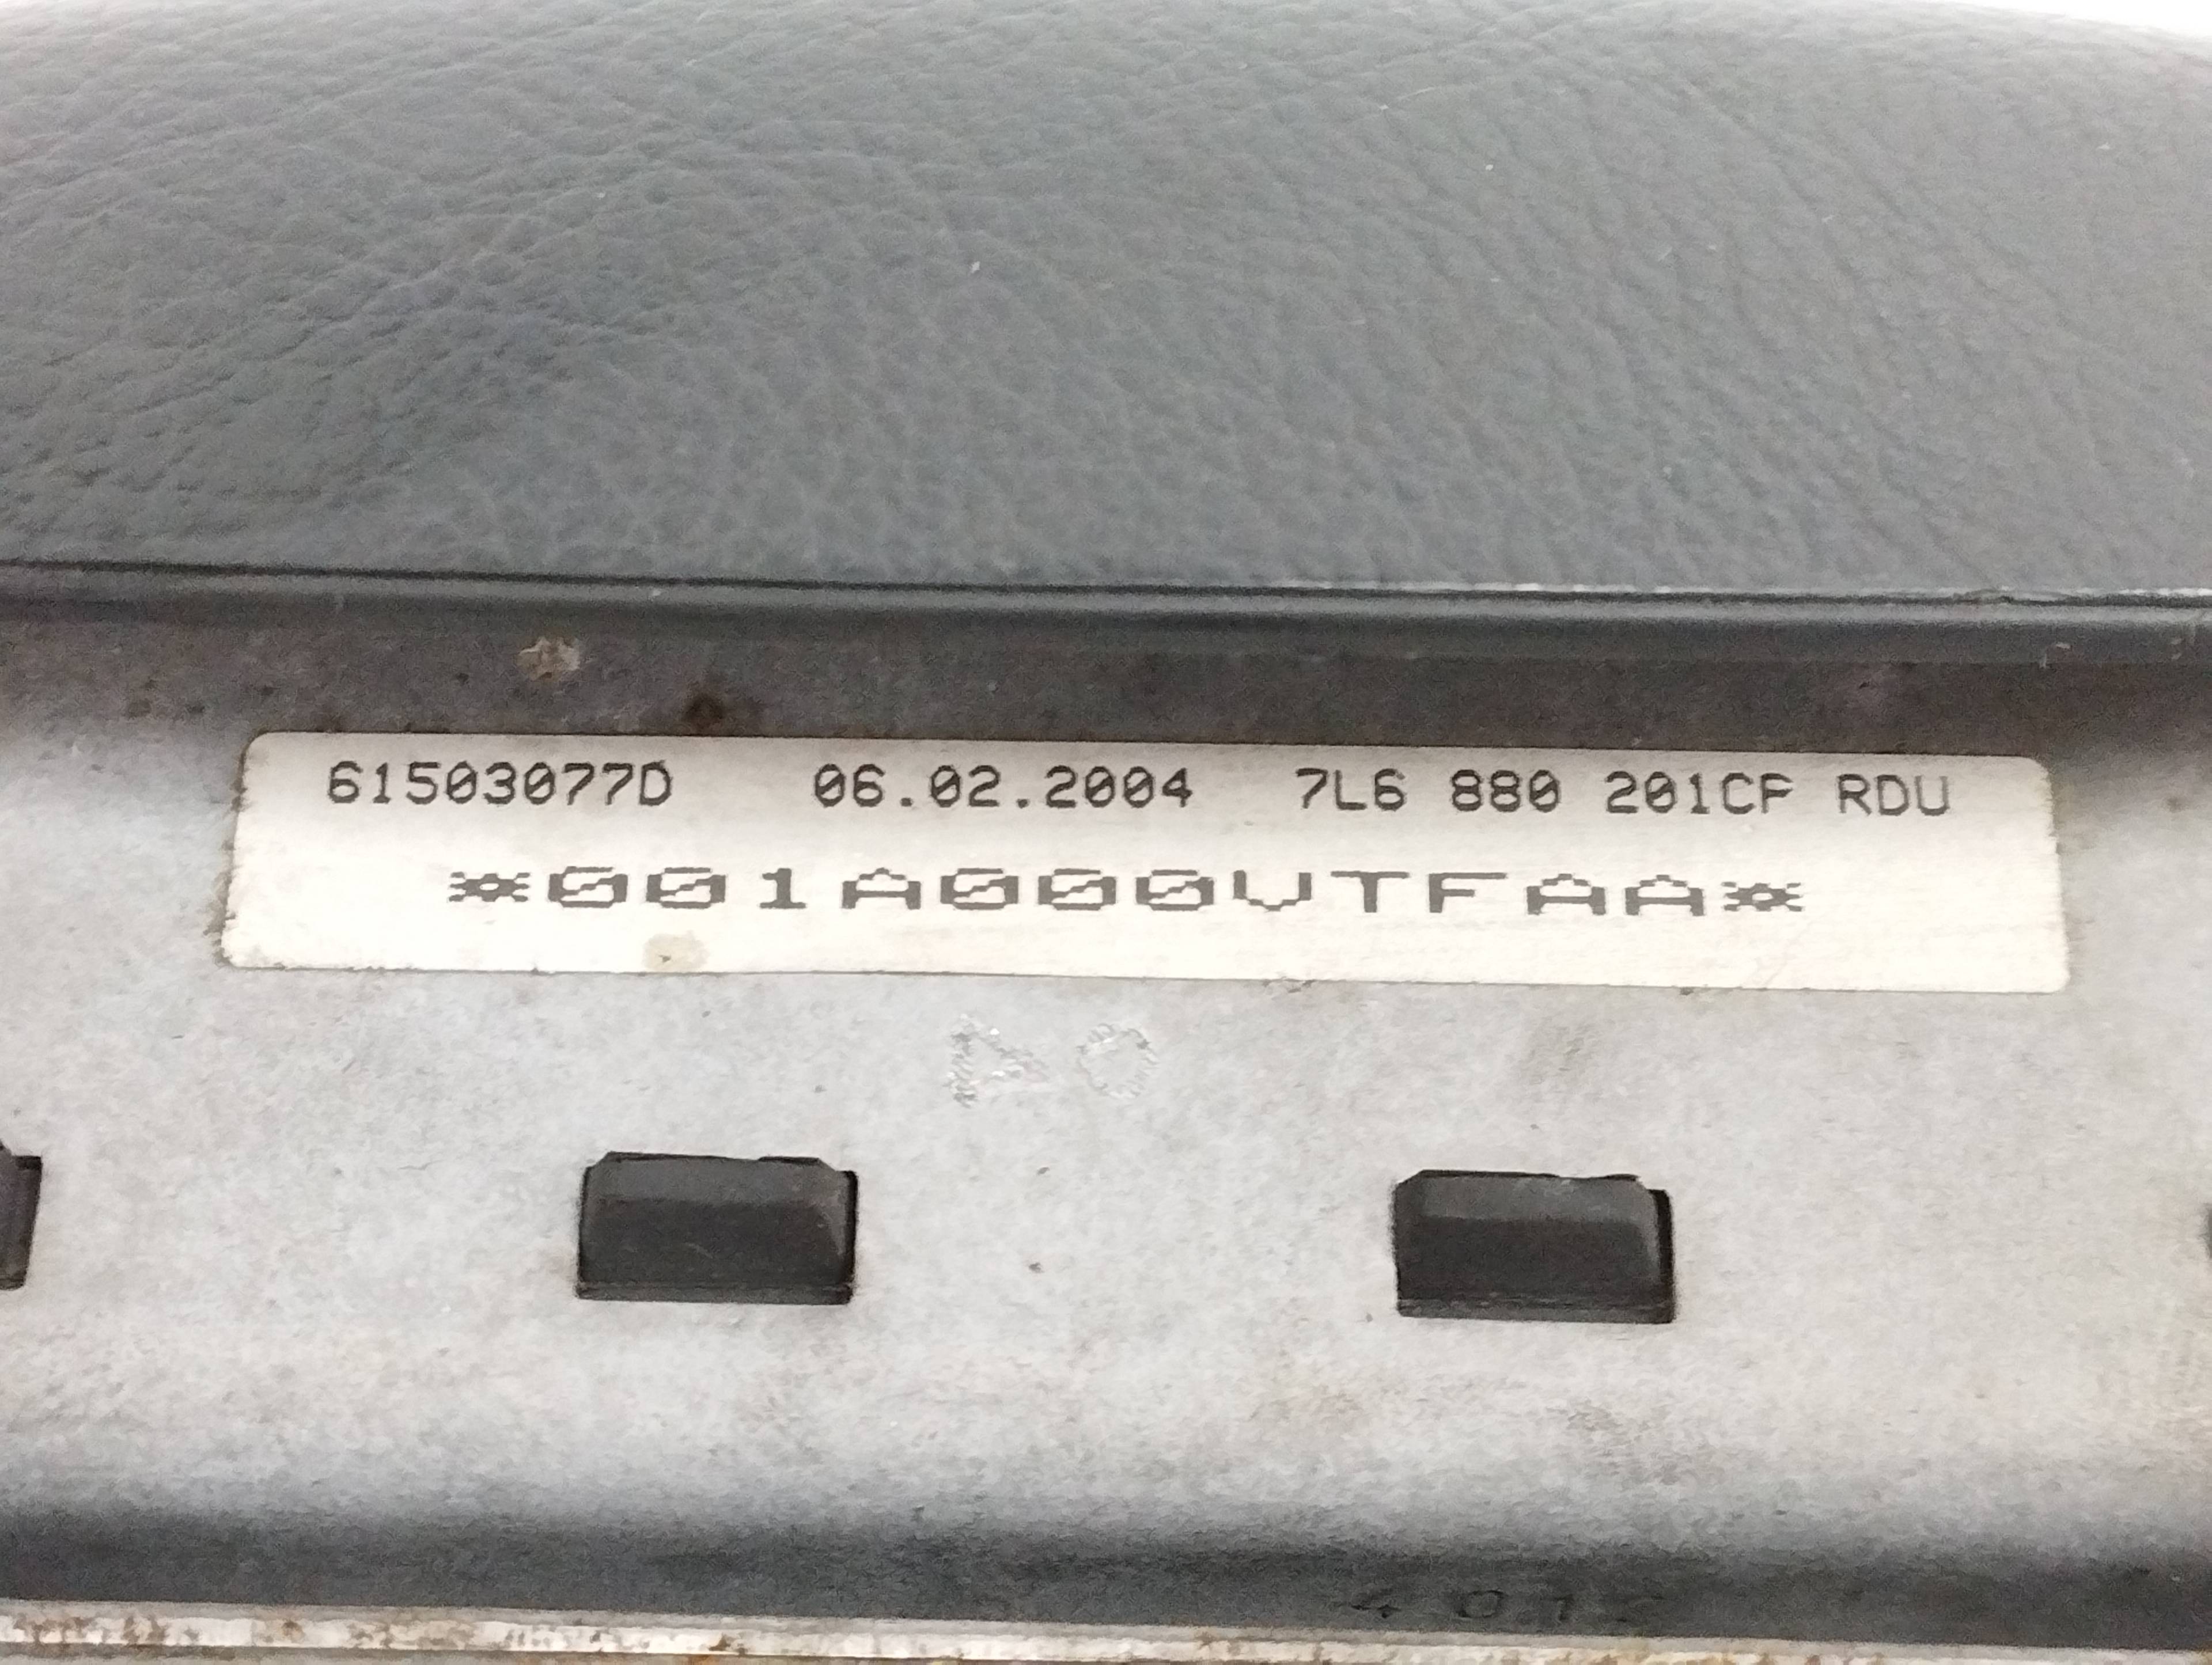 61503077D 06.02.2004 7L6 880 201CF RDU
*001A000VTFAA*